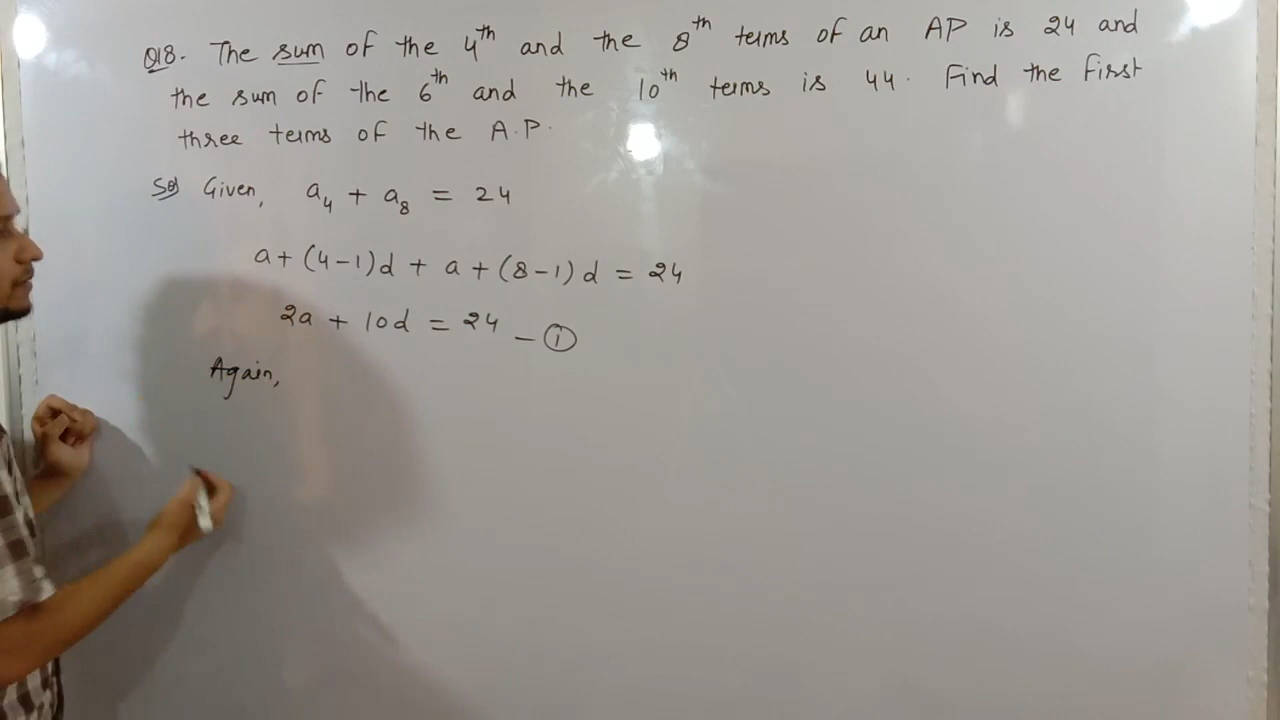 Q18. The sum of the 4th and the 8th terms of an AP is 24 and
the sum of the 6th and the 10th terms is 44. Find the first
three terms of the A.P.
Sol Given, a₄ + a₈ = 24
a + (4-1)d + a + (8-1)d = 24
2a + 10d = 24 — ①
Again,